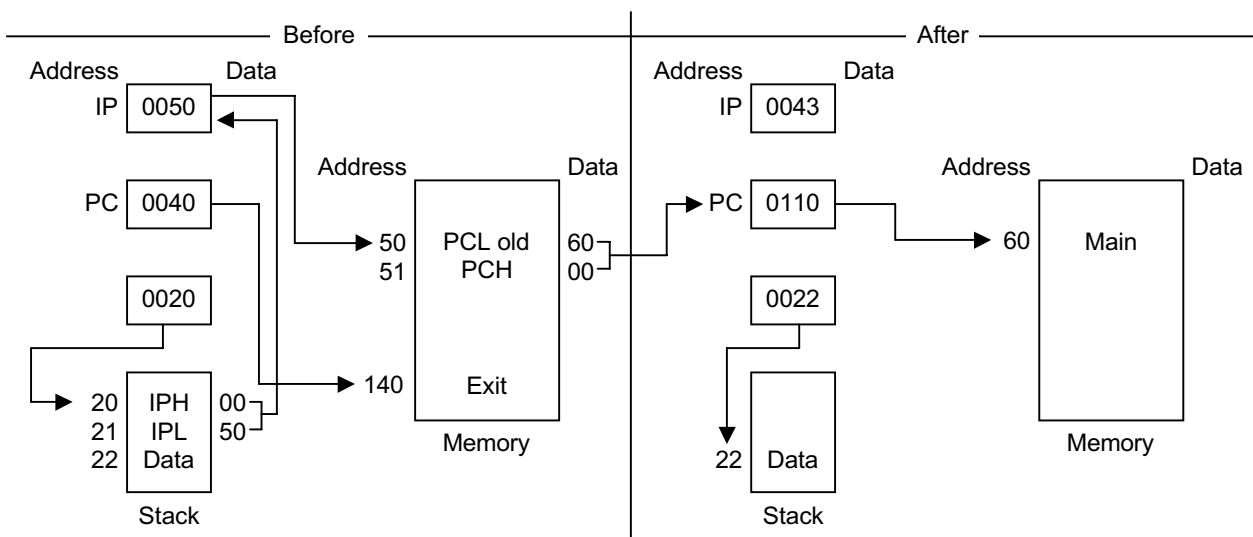 Before
Address Data
IP 0050
Address Data
PC 0040
50 PCL old 60
51 PCH 00
0020
140 Exit
20 IPH 00
21 IPL 50
22 Data
Memory
Stack
After
Address Data
IP 0043
Address Data
PC 0110
60 Main
0022
22 Data
Memory
Stack